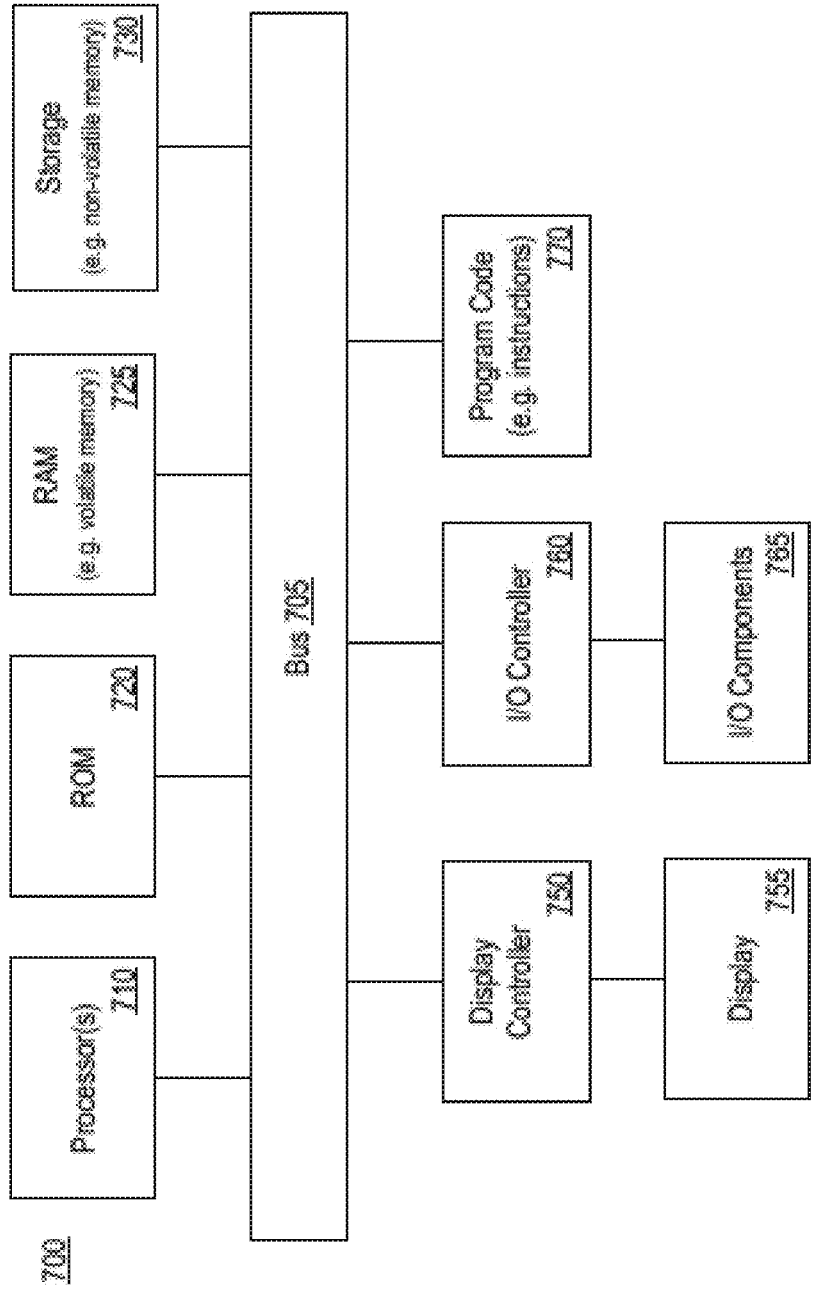 700
Processor(s)
710
ROM
720
RAM
(e.g. volatile memory)
725
Storage
(e.g. non-volatile memory)
730
Bus 705
Display
Controller
750
I/O Controller
760
Program Code
(e.g. instructions)
770
Display
755
I/O Components
765